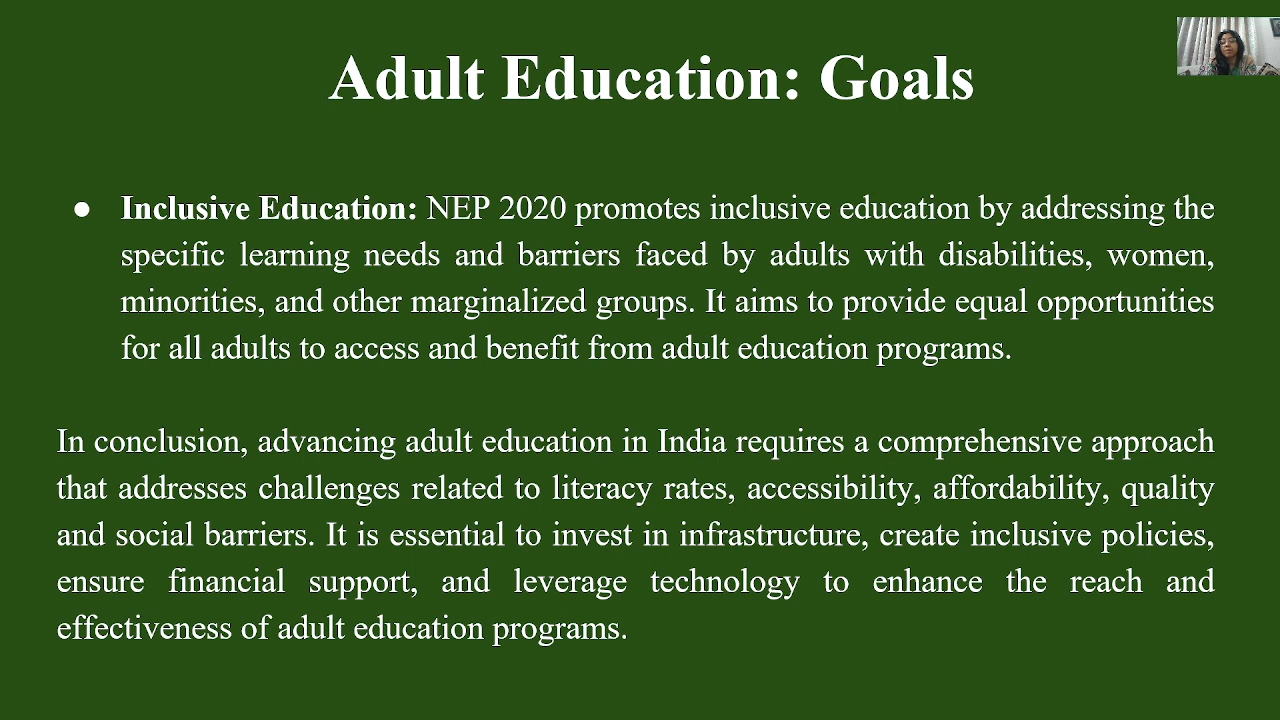 Adult Education: Goals
● Inclusive Education: NEP 2020 promotes inclusive education by addressing the
specific learning needs and barriers faced by adults with disabilities, women,
minorities, and other marginalized groups. It aims to provide equal opportunities
for all adults to access and benefit from adult education programs.
In conclusion, advancing adult education in India requires a comprehensive approach
that addresses challenges related to literacy rates, accessibility, affordability, quality
and social barriers. It is essential to invest in infrastructure, create inclusive policies,
ensure financial support, and leverage technology to enhance the reach and
effectiveness of adult education programs.